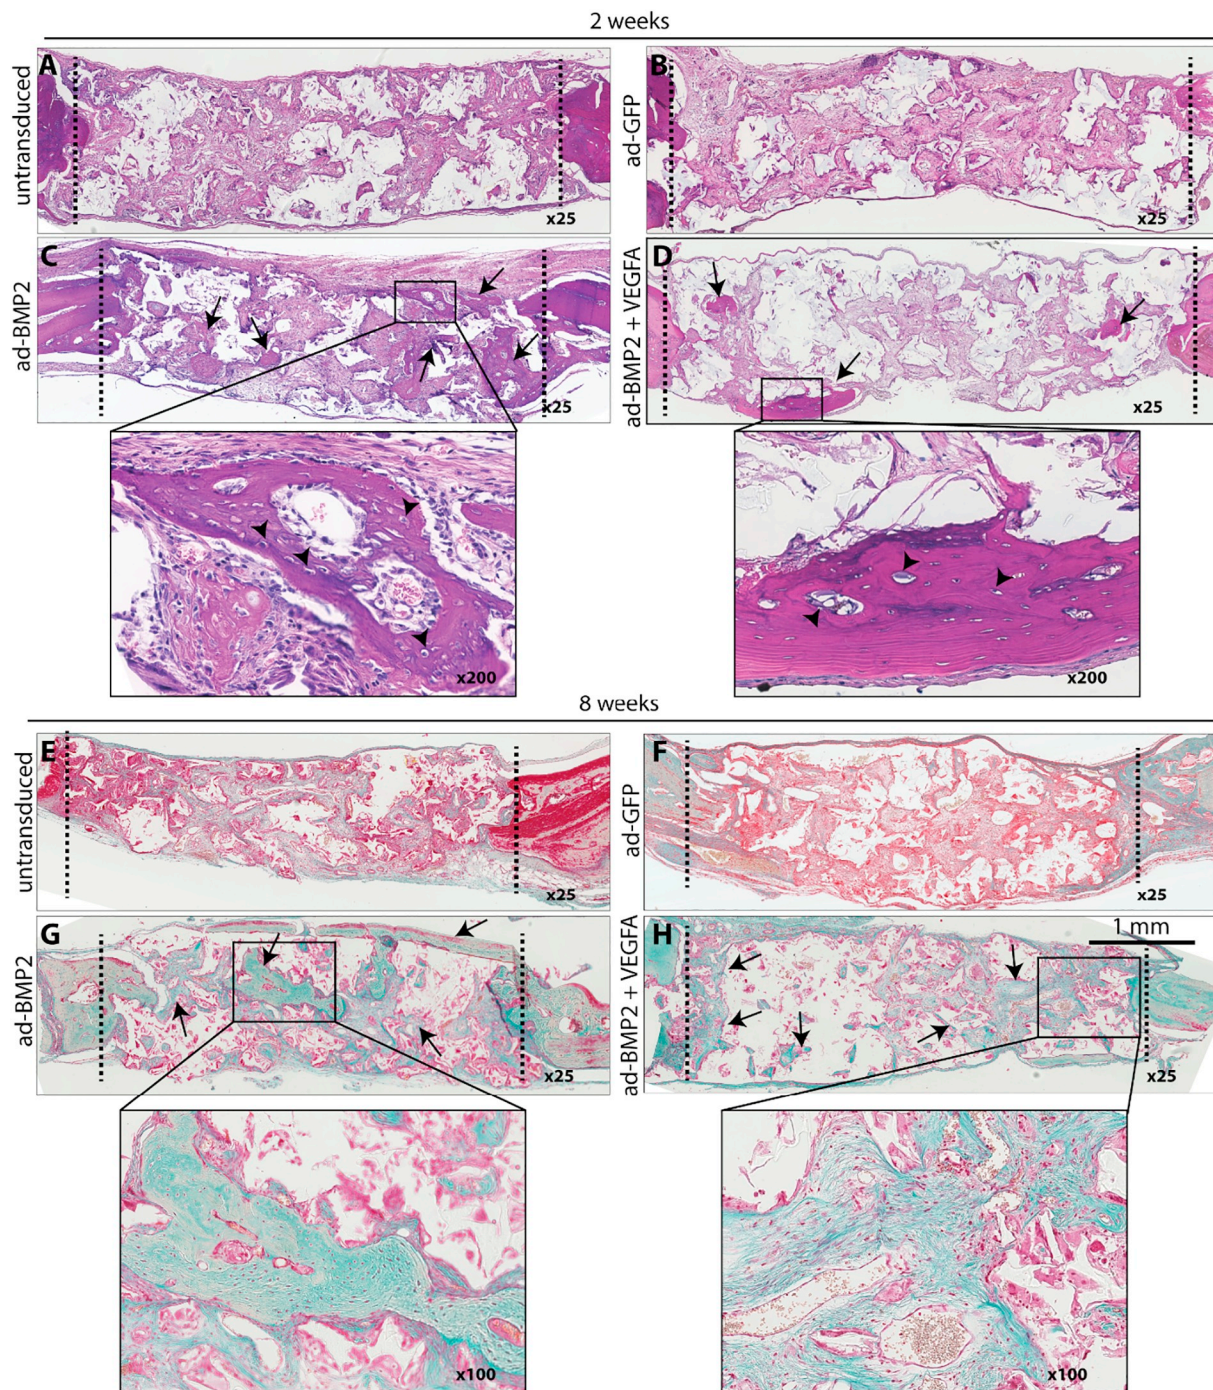 2 weeks
untransduced
A
x25
ad-GFP
B
x25
ad-BMP2
C
x25
ad-BMP2 + VEGFA
D
x25
x200
x200
8 weeks
untransduced
E
x25
ad-GFP
F
x25
ad-BMP2
G
x25
ad-BMP2 + VEGFA
H
1 mm
x25
x100
x100